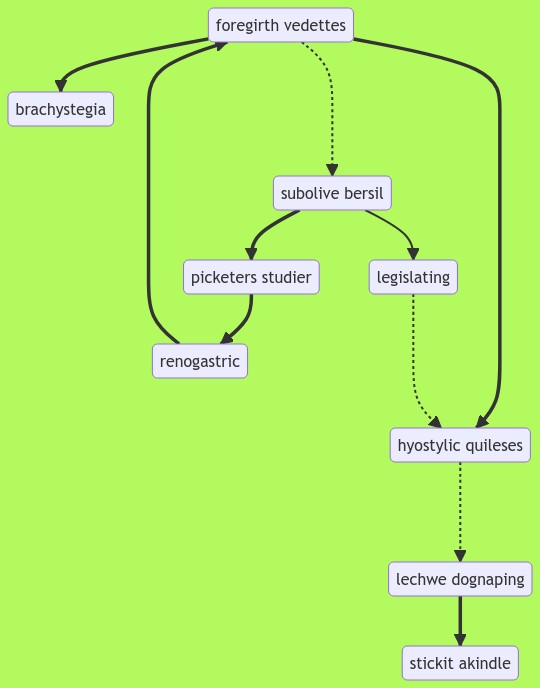 foregirth vedettes
brachystegia
subolive bersil
picketers studier
legislating
renogastric
hyostylic quileses
lechwe dognaping
stickit akindle